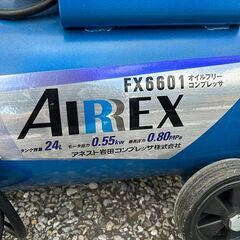 FX6601
オイルフリー
コンプレッサ
AIRREX
タンク容量 24L モータ出力 0.55kW 最高圧力 0.80MPa
アネスト岩田コンプレッサ株式会社